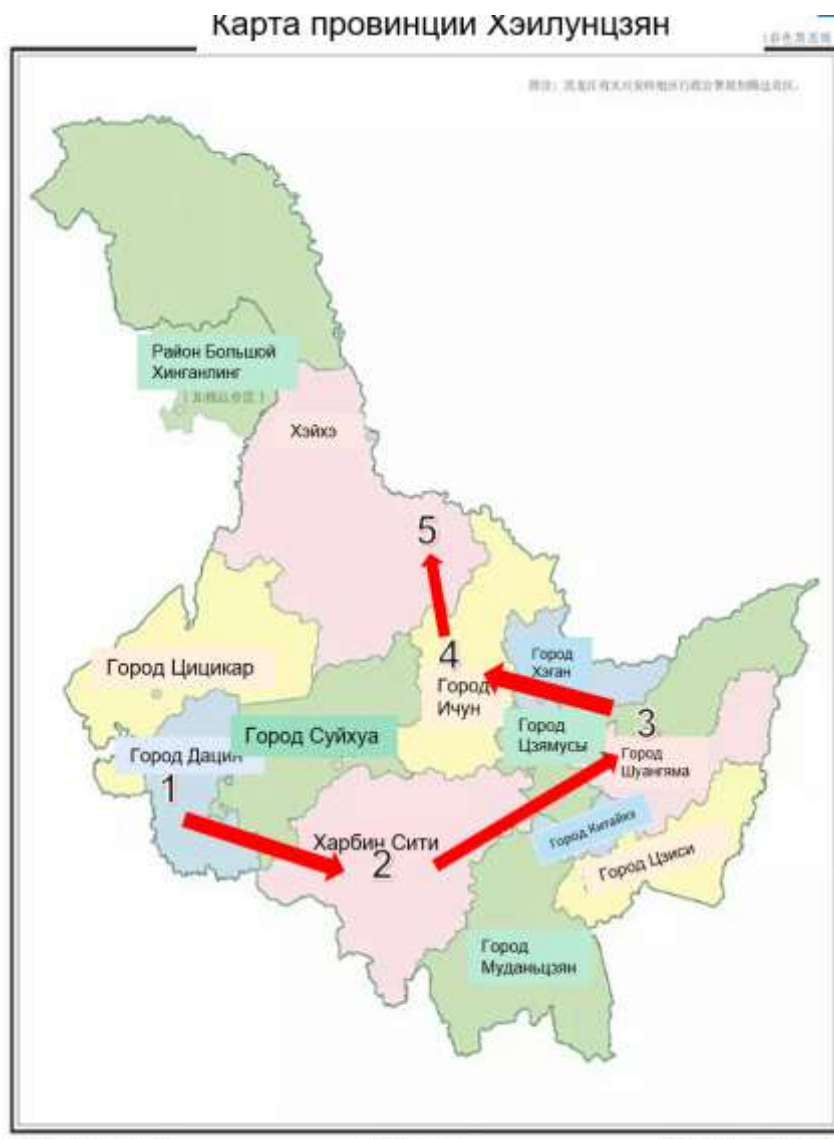 Карта провинции Хэйлунцзян
Район Большой
Хинганлинг
Хэйхэ
5
Город Цицикар
4
Город
Ичун
Город
Хэган
3
Город Суйхуа
Город
Цзямусы
Город
Шуангяма
Город Дацин
1
Харбин Сити
2
Город Китайхэ
Город Цзиси
Город
Муданьцзян